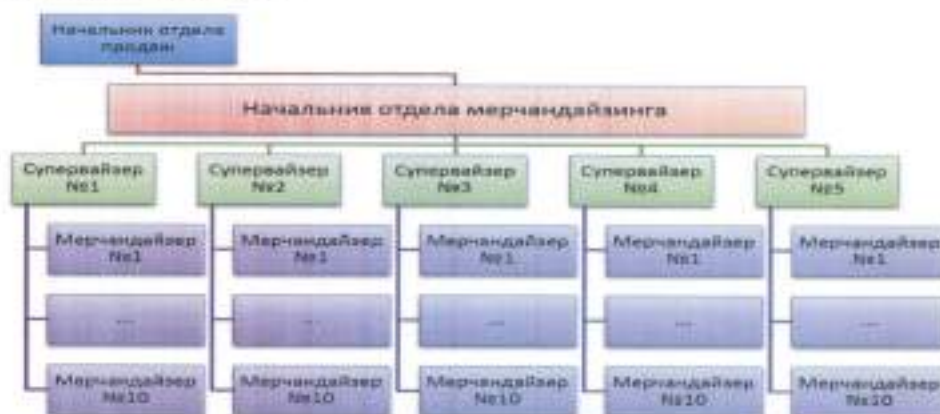 Начальник отдела
продаж
Начальник отдела мерчандайзинга
Супервайзер
№1
Супервайзер
№2
Супервайзер
№3
Супервайзер
№4
Супервайзер
№5
Мерчандайзер
№1
Мерчандайзер
№1
Мерчандайзер
№1
Мерчандайзер
№1
Мерчандайзер
№1
...
...
...
...
...
Мерчандайзер
№10
Мерчандайзер
№10
Мерчандайзер
№10
Мерчандайзер
№10
Мерчандайзер
№10